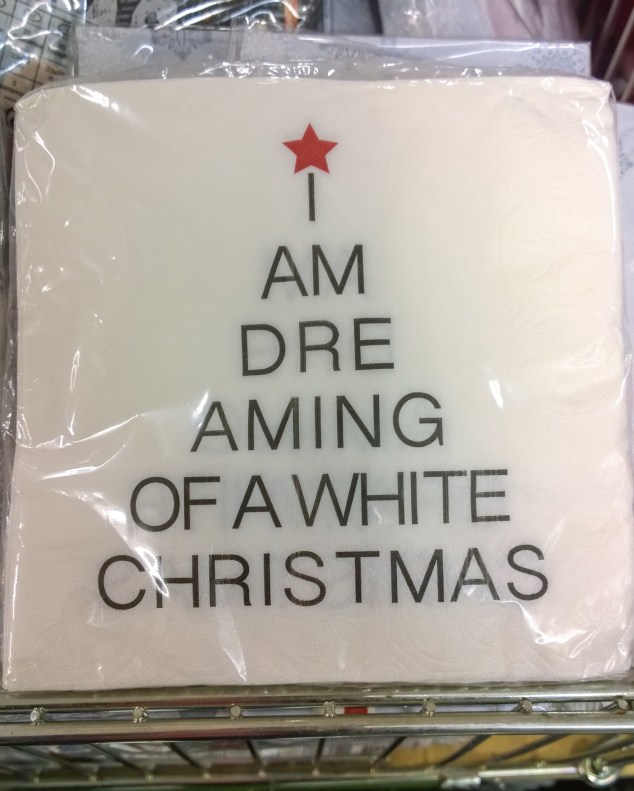 I
AM
DRE
AMING
OF A WHITE
CHRISTMAS